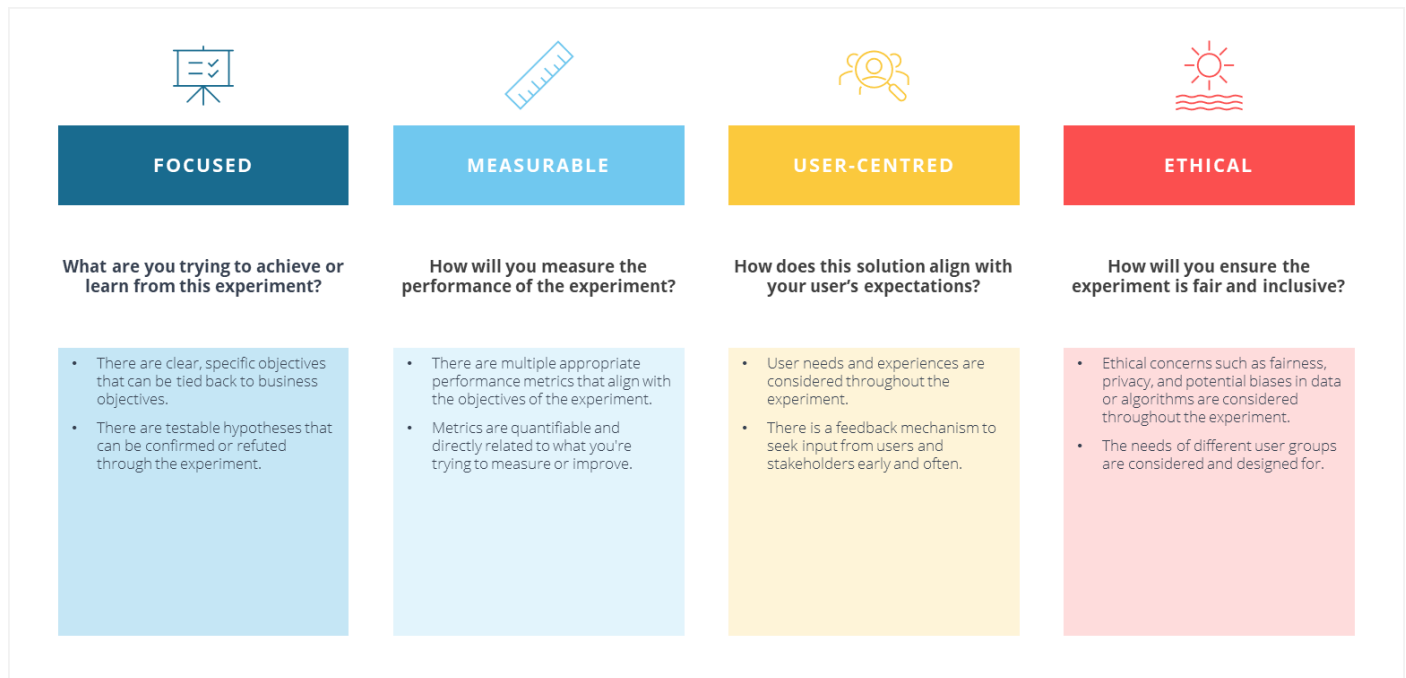 FOCUSED
What are you trying to achieve or
learn from this experiment?
• There are clear, specific objectives
that can be tied back to business
objectives.
• There are testable hypotheses that
can be confirmed or refuted
through the experiment.
MEASURABLE
How will you measure the
performance of the experiment?
• There are multiple appropriate
performance metrics that align with
the objectives of the experiment.
• Metrics are quantifiable and
directly related to what you're
trying to measure or improve.
USER-CENTRED
How does this solution align with
your user’s expectations?
• User needs and experiences are
considered throughout the
experiment.
• There is a feedback mechanism to
seek input from users and
stakeholders early and often.
ETHICAL
How will you ensure the
experiment is fair and inclusive?
• Ethical concerns such as fairness,
privacy, and potential biases in data
or algorithms are considered
throughout the experiment.
• The needs of different user groups
are considered and designed for.